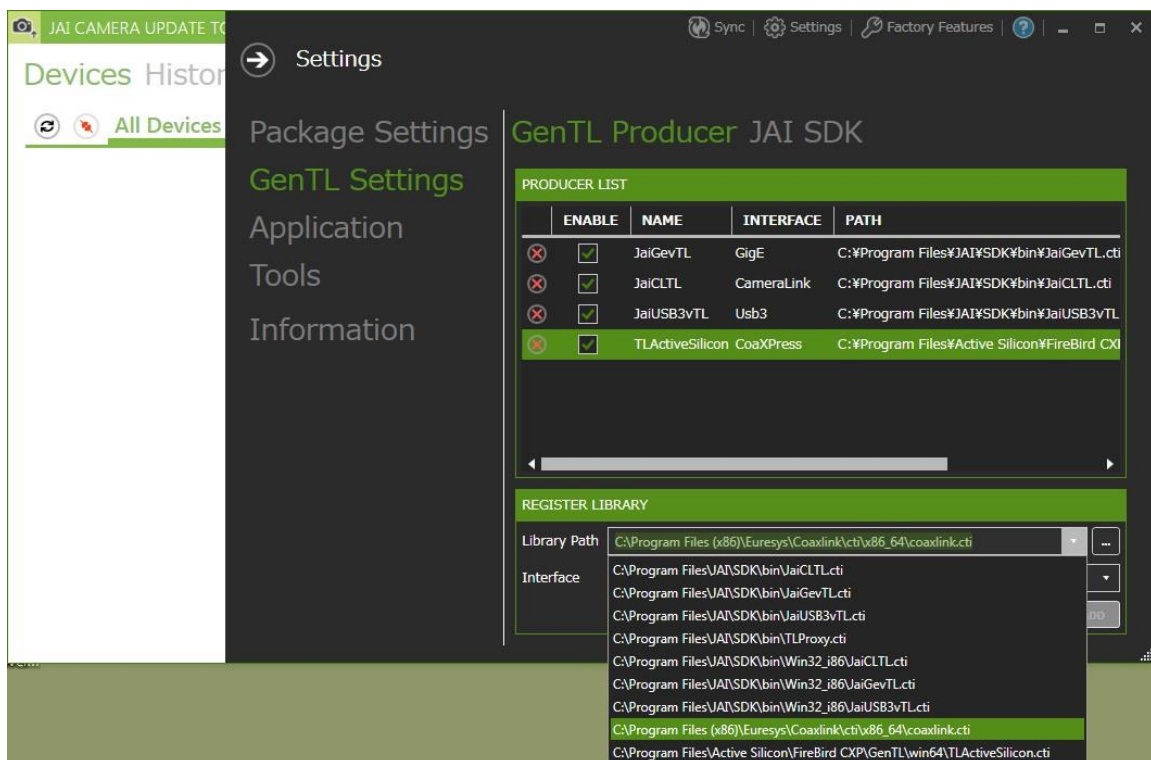 JAI CAMERA UPDATE TO
Sync | Settings | Factory Features | ?
Devices Histor
Settings
All Devices
Package Settings
GenTL Settings
Application
Tools
Information
GenTL Producer JAI SDK
PRODUCER LIST
ENABLE NAME INTERFACE PATH
JaiGevTL GigE C:¥Program Files¥JAI¥SDK¥bin¥JaiGevTL.cti
JaiCLTL CameraLink C:¥Program Files¥JAI¥SDK¥bin¥JaiCLTL.cti
JaiUSB3vTL Usb3 C:¥Program Files¥JAI¥SDK¥bin¥JaiUSB3vTL
TLActiveSilicon CoaXPress C:¥Program Files¥Active Silicon¥FireBird CXI
REGISTER LIBRARY
Library Path C:\Program Files (x86)\Euresys\Coaxlink\cti\x86_64\coaxlink.cti ...
Interface
C:\Program Files\JAI\SDK\bin\JaiCLTL.cti
C:\Program Files\JAI\SDK\bin\JaiGevTL.cti
C:\Program Files\JAI\SDK\bin\JaiUSB3vTL.cti
C:\Program Files\JAI\SDK\bin\TLProxy.cti
C:\Program Files\JAI\SDK\bin\Win32_i86\JaiCLTL.cti
C:\Program Files\JAI\SDK\bin\Win32_i86\JaiGevTL.cti
C:\Program Files\JAI\SDK\bin\Win32_i86\JaiUSB3vTL.cti
C:\Program Files (x86)\Euresys\Coaxlink\cti\x86_64\coaxlink.cti
C:\Program Files\Active Silicon\FireBird CXP\GenTL\win64\TLActiveSilicon.cti